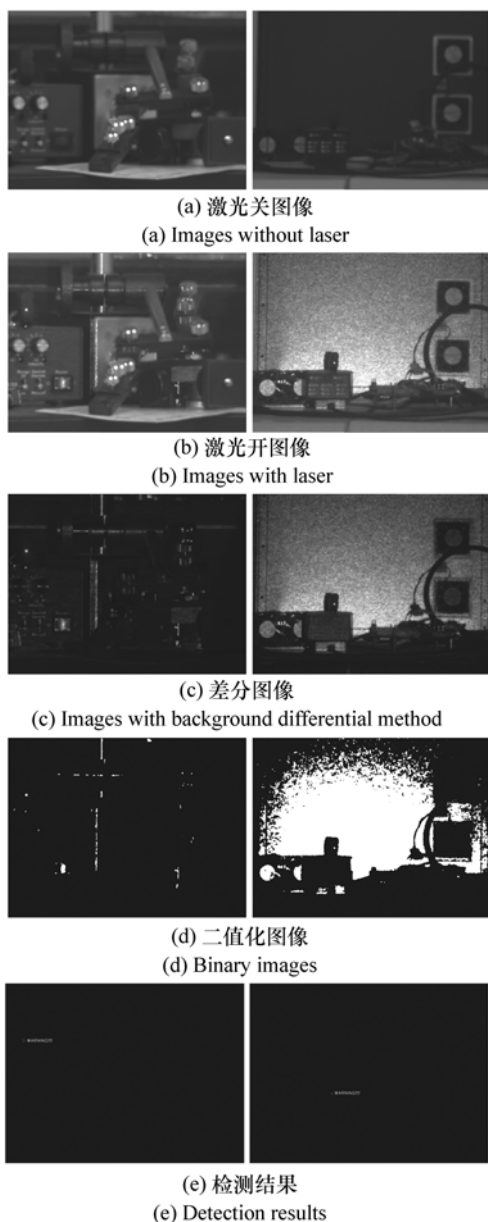 (a) 激光关图像
(a) Images without laser
(b) 激光开图像
(b) Images with laser
(c) 差分图像
(c) Images with background differential method
(d) 二值化图像
(d) Binary images
(e) 检测结果
(e) Detection results